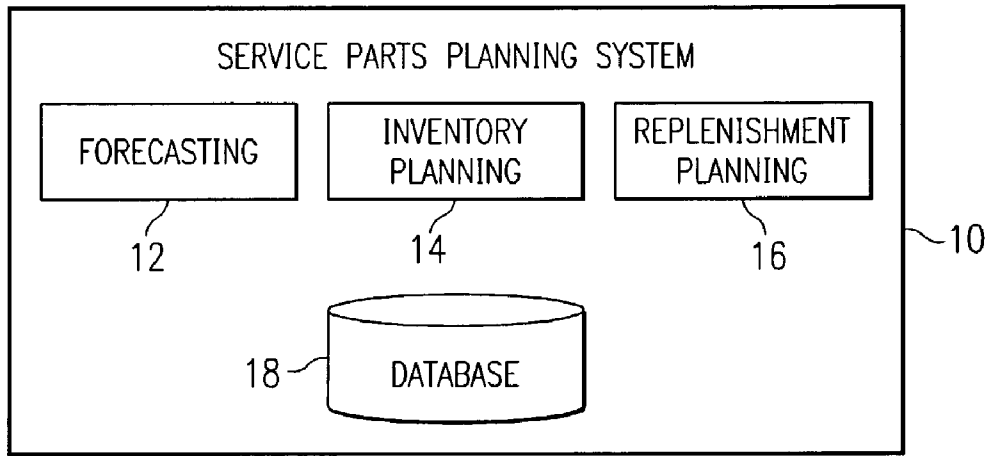 SERVICE PARTS PLANNING SYSTEM
FORECASTING
INVENTORY
PLANNING
REPLENISHMENT
PLANNING
12
14
16
10
18
DATABASE